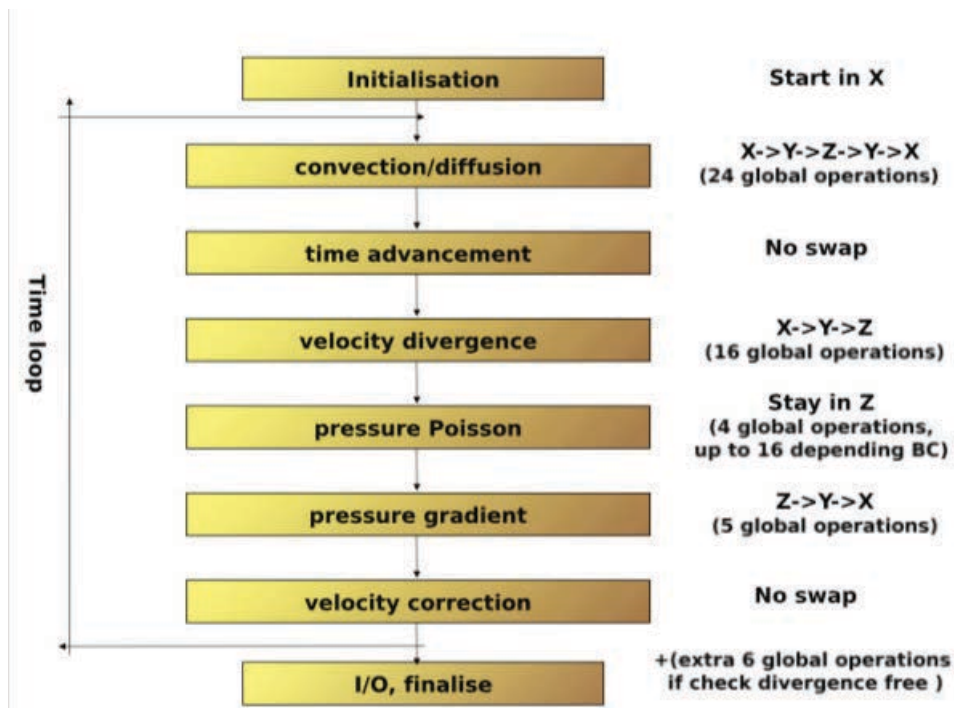 Initialisation
Start in X
convection/diffusion
X->Y->Z->Y->X
(24 global operations)
time advancement
No swap
velocity divergence
X->Y->Z
(16 global operations)
pressure Poisson
Stay in Z
(4 global operations,
up to 16 depending BC)
pressure gradient
Z->Y->X
(5 global operations)
velocity correction
No swap
I/O, finalise
+(extra 6 global operations
if check divergence free )
Time loop